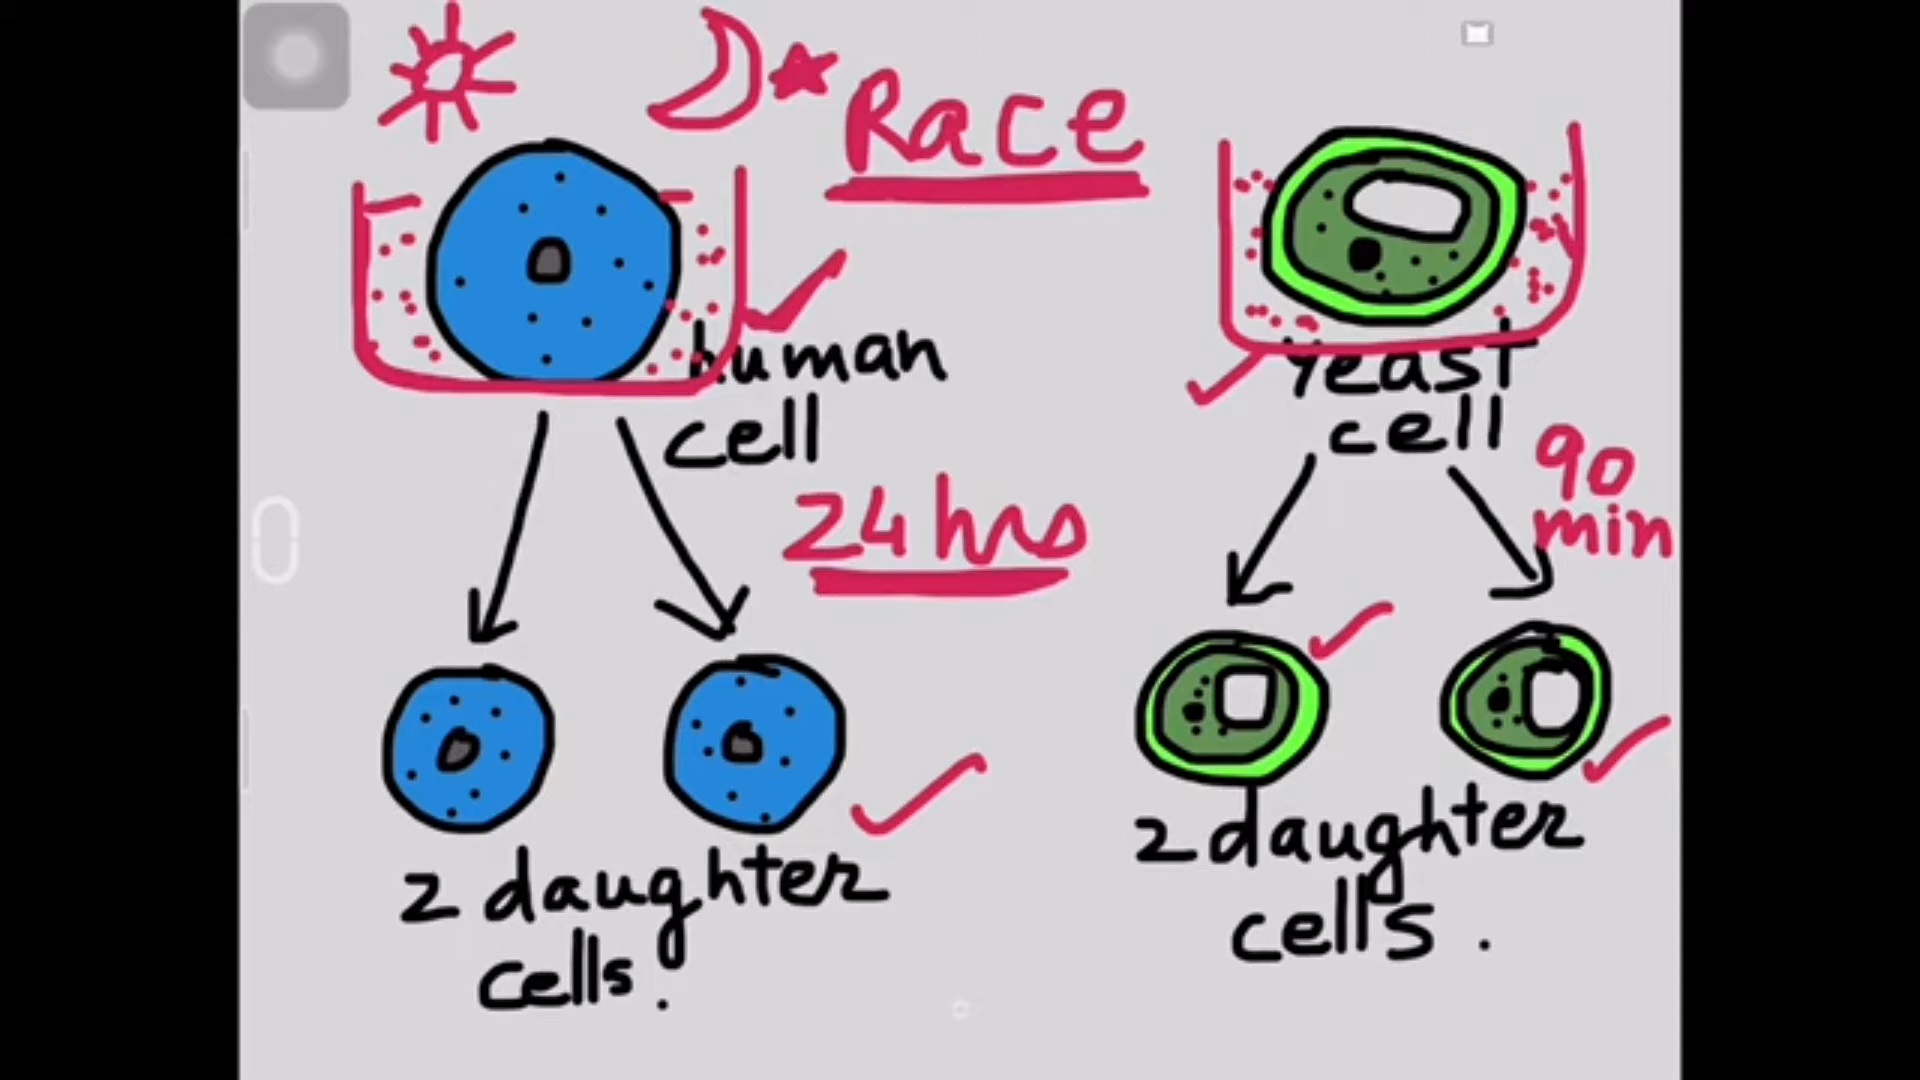 Race
human
cell
24 hrs
2 daughter
cells.
yeast
cell
90
min
2 daughter
cells.